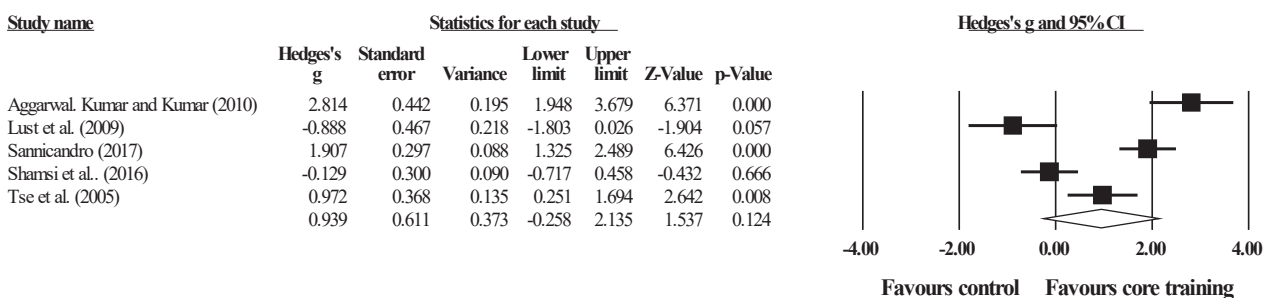 Study name Statistics for each study Hedges's g and 95% CI
Hedges's g Standard error Variance Lower limit Upper limit Z-Value p-Value
Aggarwal. Kumar and Kumar (2010) 2.814 0.442 0.195 1.948 3.679 6.371 0.000
Lust et al. (2009) -0.888 0.467 0.218 -1.803 0.026 -1.904 0.057
Sannicandro (2017) 1.907 0.297 0.088 1.325 2.489 6.426 0.000
Shamsi et al.. (2016) -0.129 0.300 0.090 -0.717 0.458 -0.432 0.666
Tse et al. (2005) 0.972 0.368 0.135 0.251 1.694 2.642 0.008
0.939 0.611 0.373 -0.258 2.135 1.537 0.124
-4.00 -2.00 0.00 2.00 4.00
Favours control Favours core training